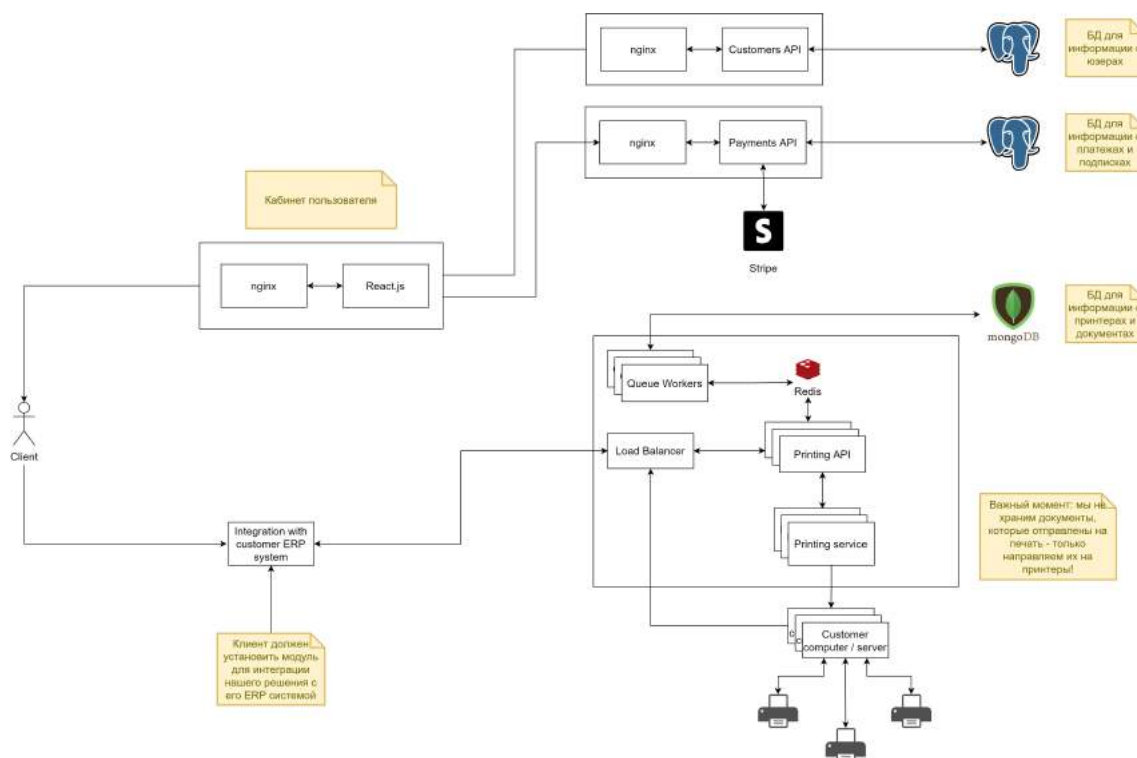 nginx
Customers API
БД для
информации о
юзерах
nginx
Payments API
БД для
информации о
платежах и
подписках
Кабинет пользователя
S
Stripe
nginx
React.js
mongoDB
БД для
информации о
принтерах и
документах
Queue Workers
Redis
Load Balancer
Printing API
Client
Integration with
customer ERP
system
Printing service
Важный момент: мы не
храним документы,
которые отправлены на
печать - только
направляем их на
принтеры!
Клиент должен
установить модуль
для интеграции
нашего решения с
его ERP системой
Customer
computer / server